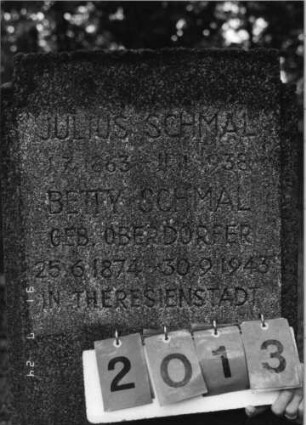 JULIUS SCHMAL
BETTY SCHMAL
GEB. OBERDORFER
25.6.1874 - 30.9.1943
IN THERESIENSTADT
2013